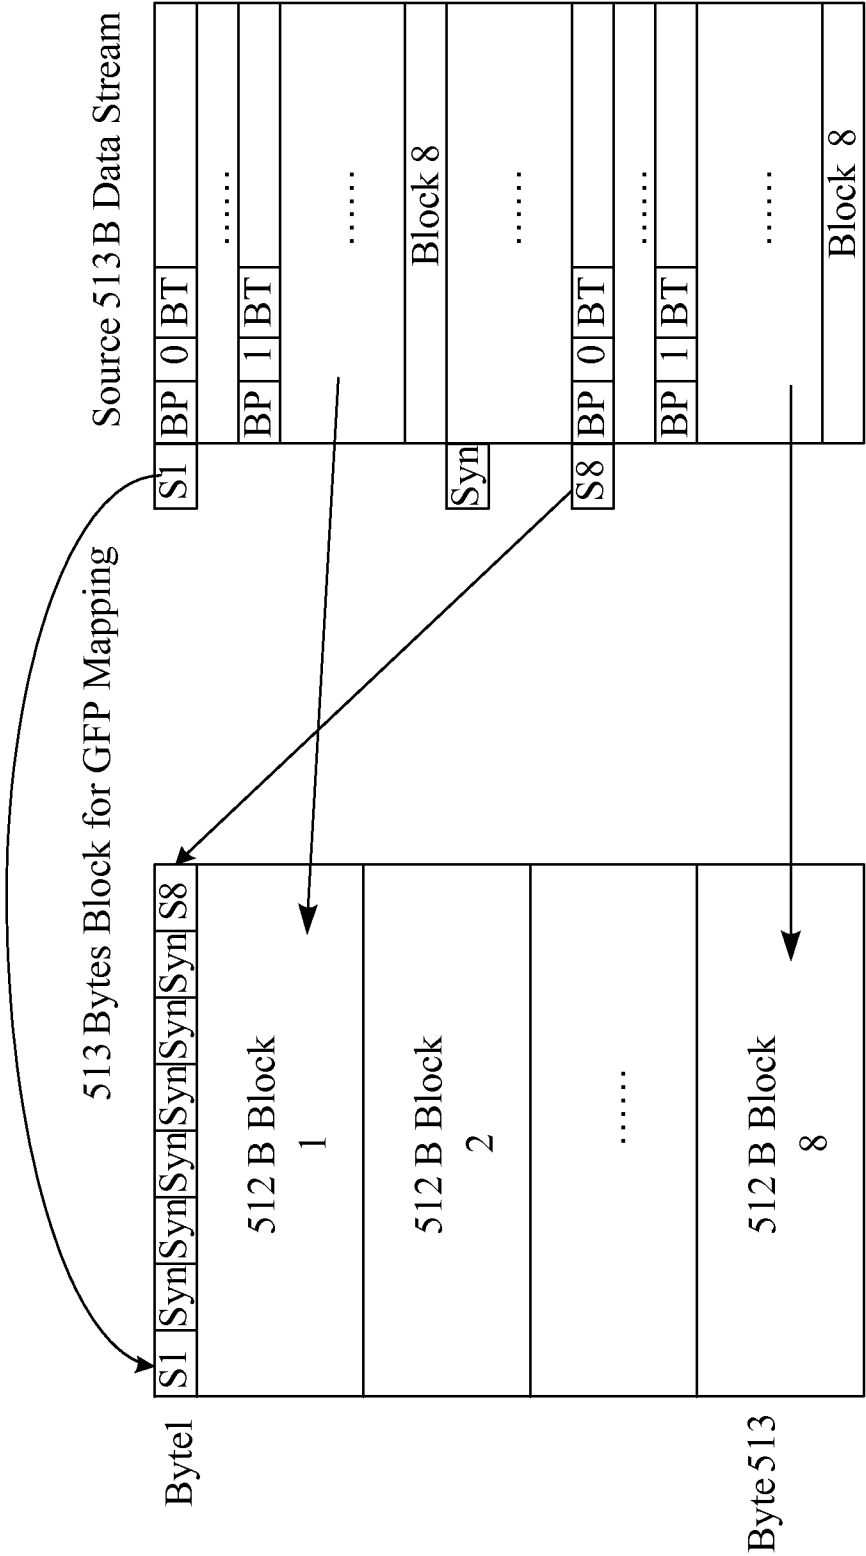 513 Bytes Block for GFP Mapping
Byte1
S1 Syn Syn Syn Syn Syn Syn S8
512 B Block
1
512 B Block
2
......
Byte 513
512 B Block
8
Source 513 B Data Stream
S1 BP 0 BT
......
BP 1 BT
......
Block 8
Syn
......
S8 BP 0 BT
......
BP 1 BT
......
Block 8